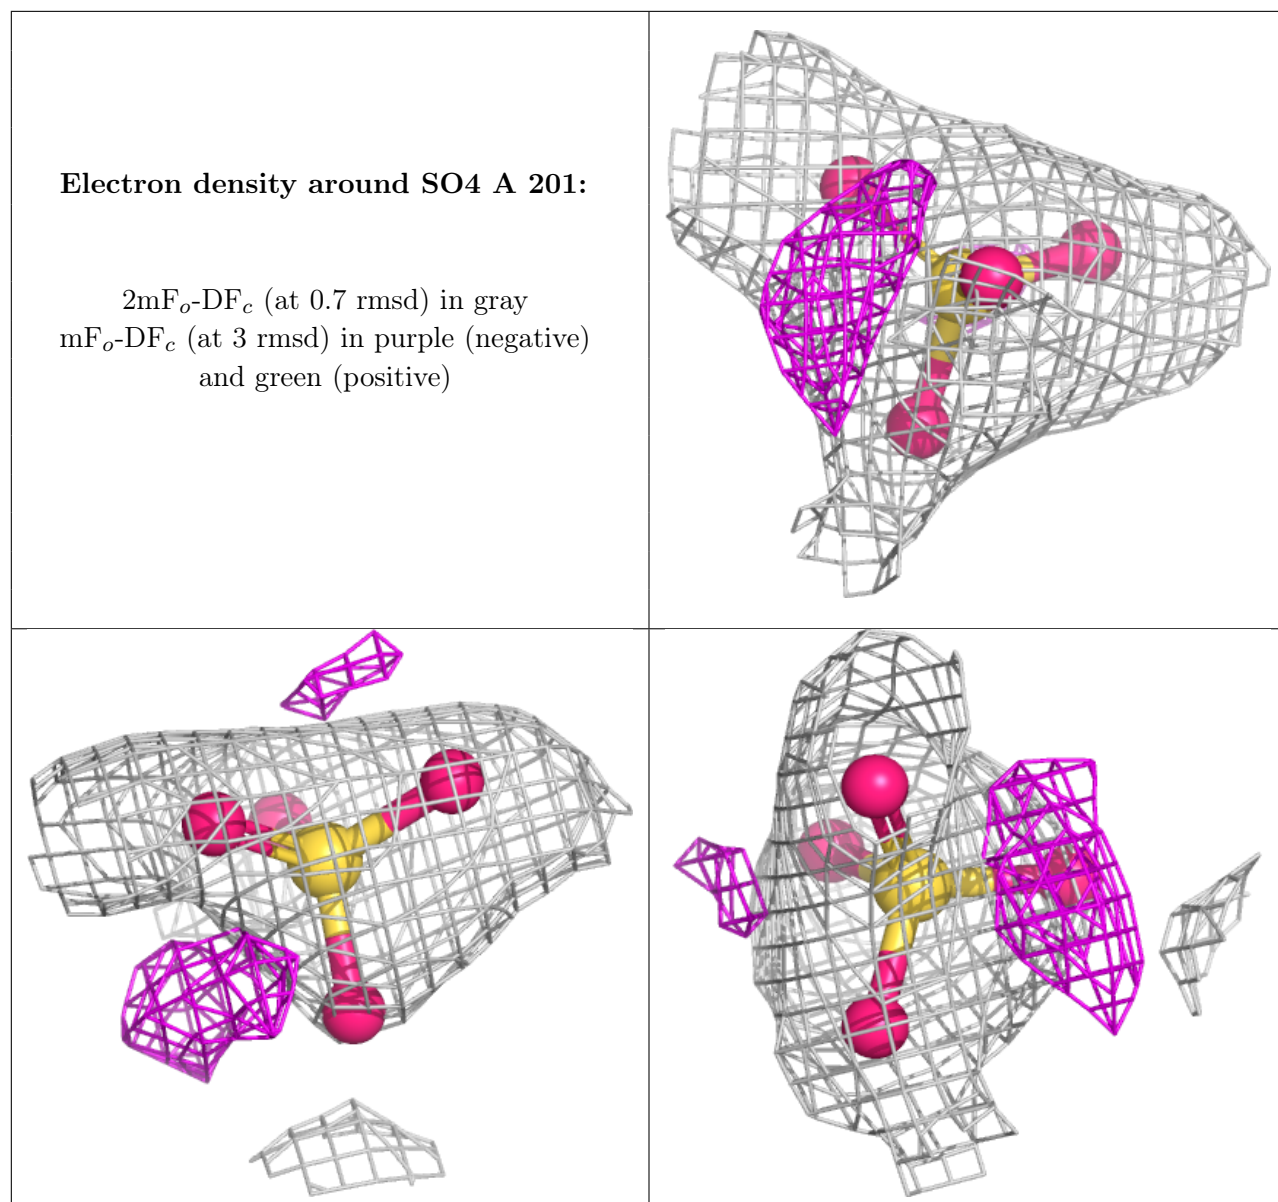 Electron density around SO4 A 201:
2mFo-DFc (at 0.7 rmsd) in gray
mFo-DFc (at 3 rmsd) in purple (negative)
and green (positive)